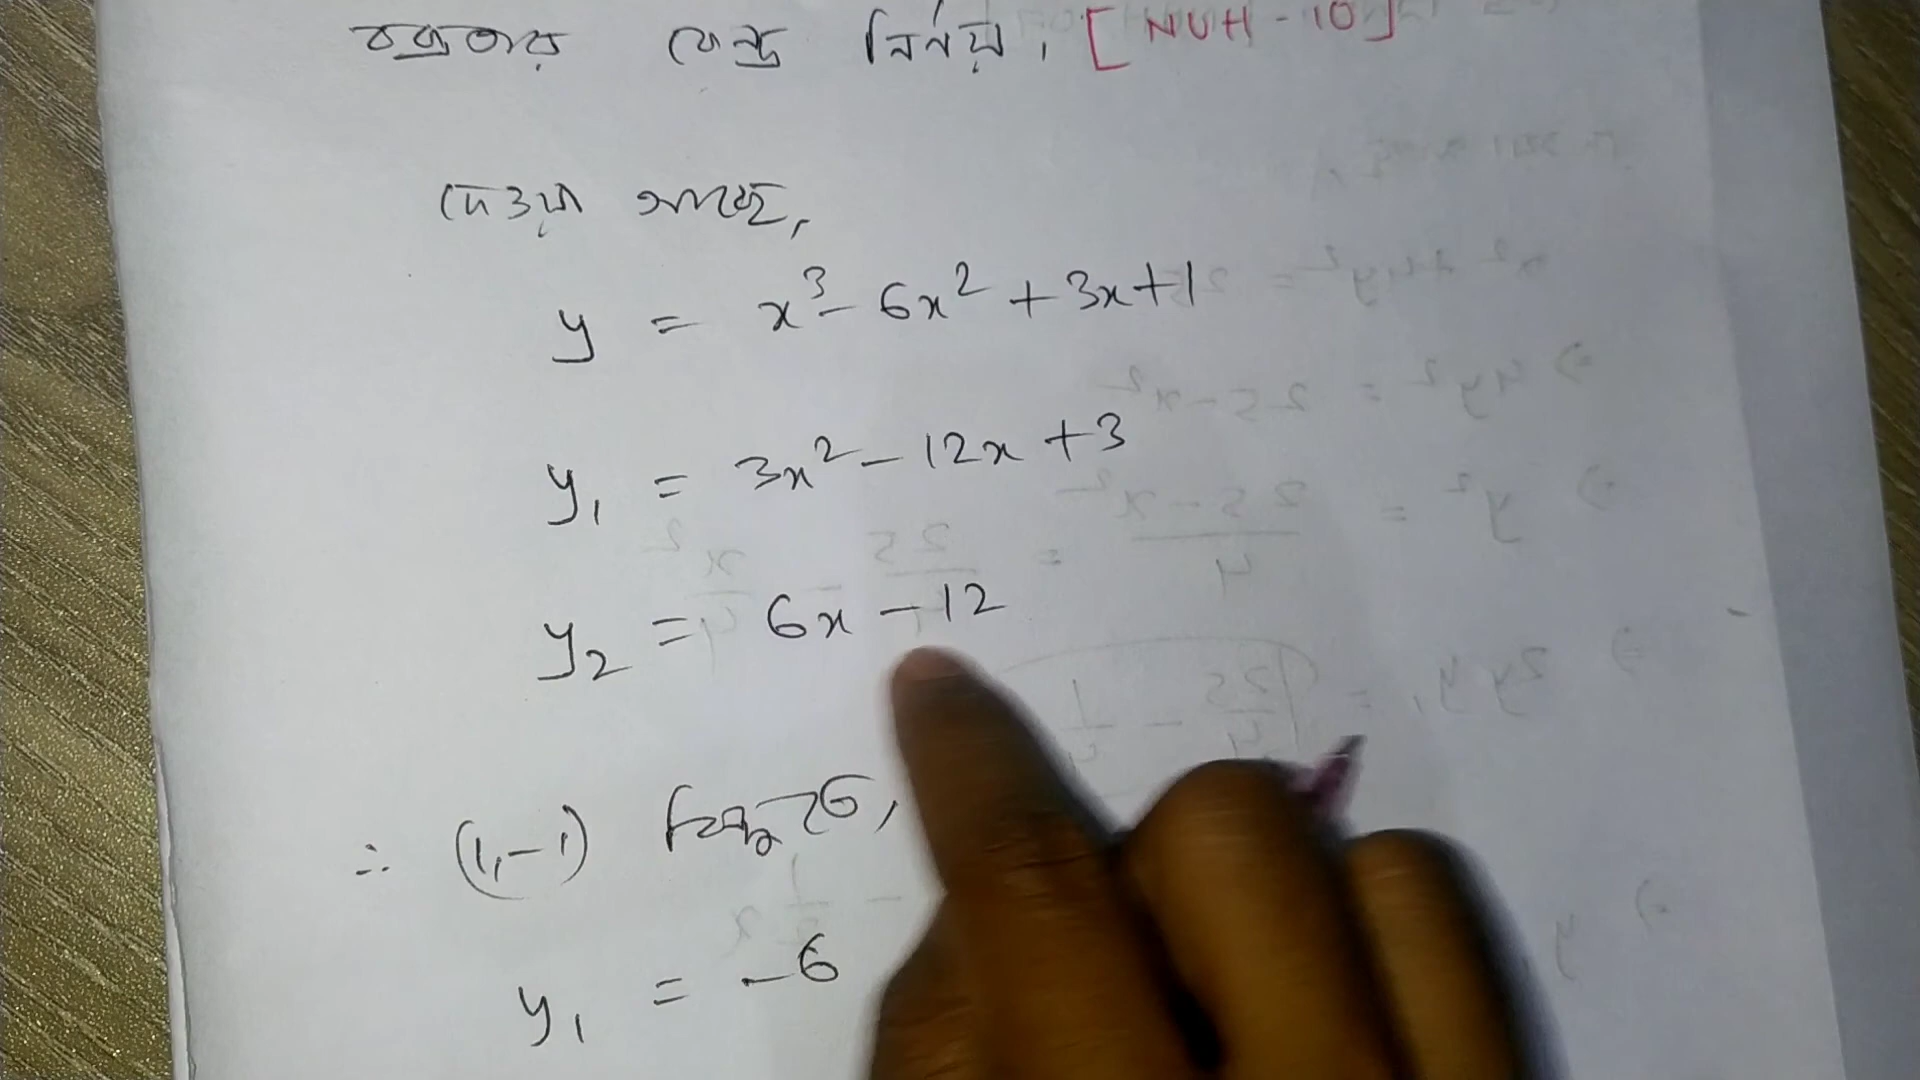 বক্রতার কেন্দ্র নির্ণয়। [NUH-10]
দেওয়া আছে,
y = x³ - 6x² + 3x + 1
y₁ = 3x² - 12x + 3
y₂ = 6x - 12
∴ (1,-1) বিন্দুতে,
y₁ = -6